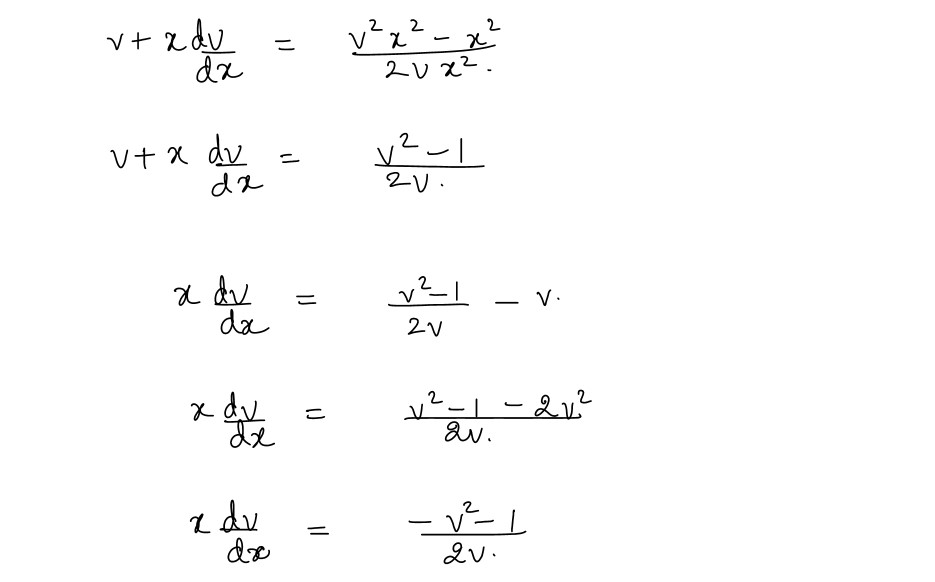 v + x dv/dx = (v²x² - x²)/(2v x²).
v + x dv/dx = (v² - 1)/(2v).
x dv/dx = (v² - 1)/(2v) - v.
x dv/dx = (v² - 1 - 2v²)/(2v).
x dv/dx = (-v² - 1)/(2v).